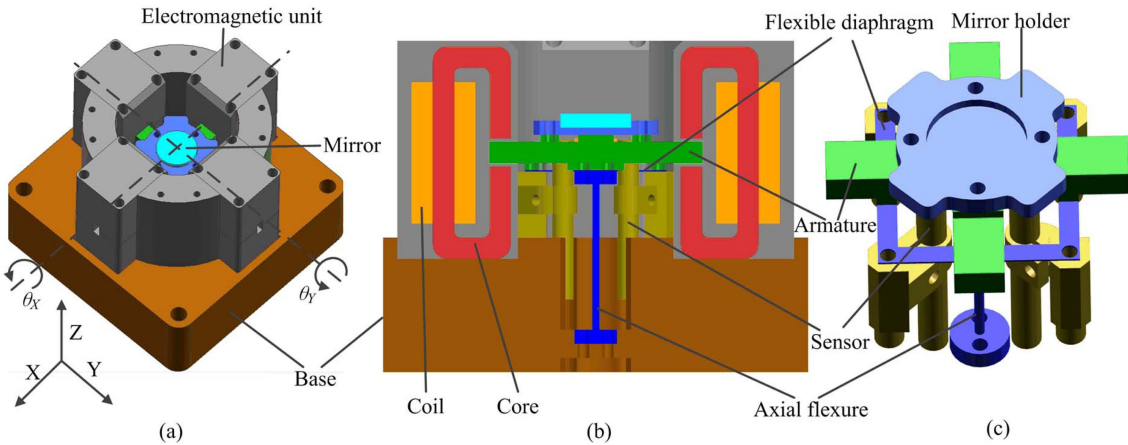 Electromagnetic unit
Flexible diaphragm
Mirror holder
Mirror
Armature
θX
θY
Z
X
Y
Base
Coil
Core
Sensor
Axial flexure
(a)
(b)
(c)